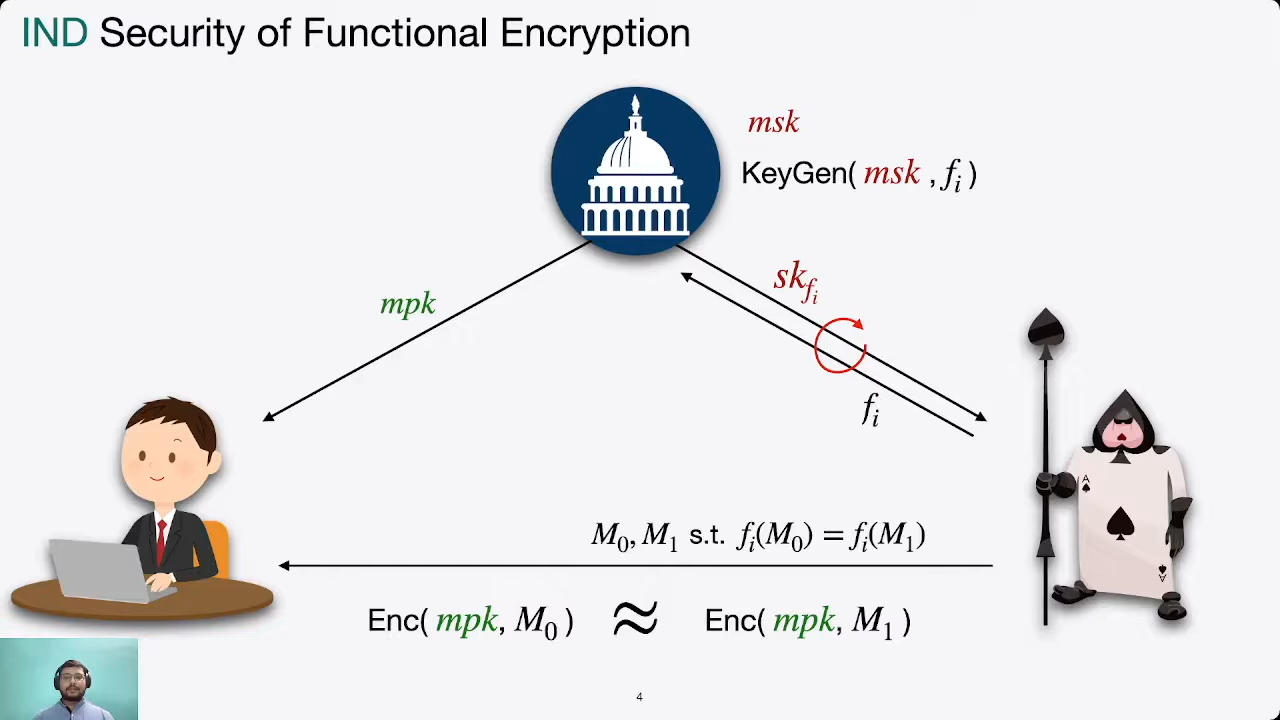 IND Security of Functional Encryption
msk
KeyGen( msk , f_i )
sk_{f_i}
mpk
f_i
A
M_0, M_1 s.t. f_i(M_0) = f_i(M_1)
A
Enc( mpk, M_0 ) ≈ Enc( mpk, M_1 )
4